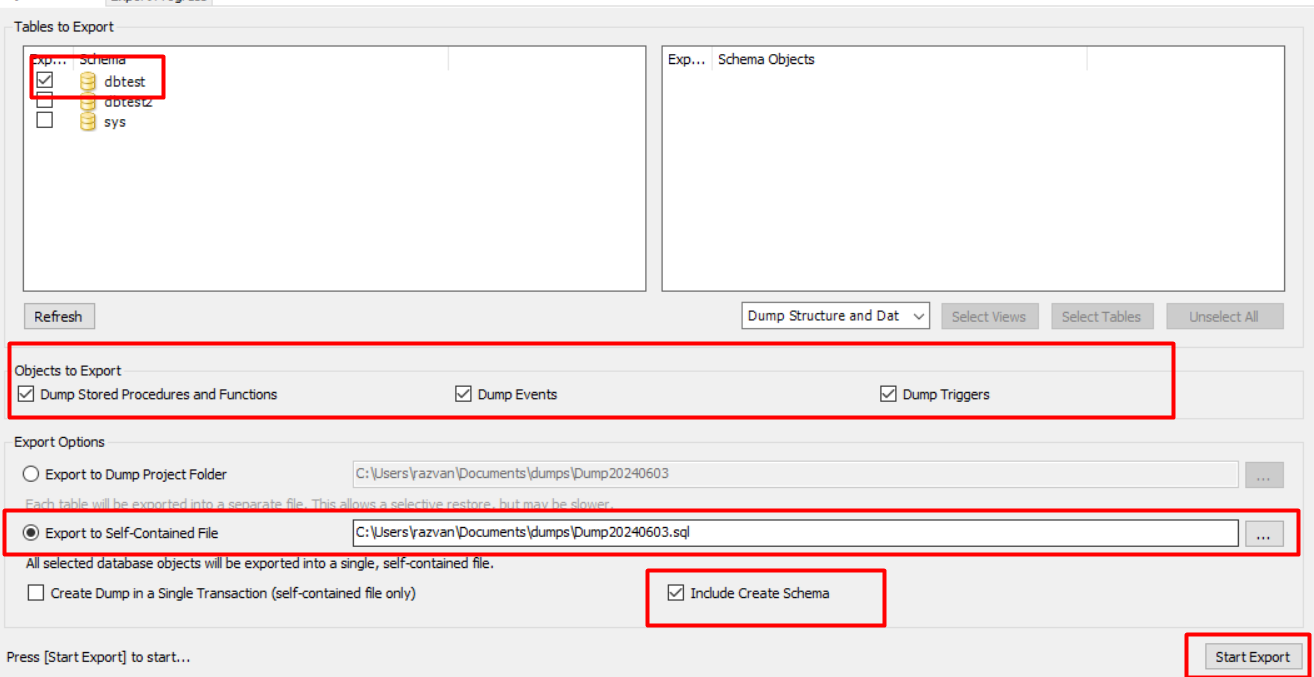 Export Progress
Tables to Export
Exp... Schema
dbtest
dbtest2
sys
Exp... Schema Objects
Refresh
Dump Structure and Dat
Select Views
Select Tables
Unselect All
Objects to Export
Dump Stored Procedures and Functions
Dump Events
Dump Triggers
Export Options
Export to Dump Project Folder
C:\Users\razvan\Documents\dumps\Dump20240603
...
Each table will be exported into a separate file. This allows a selective restore, but may be slower.
Export to Self-Contained File
C:\Users\razvan\Documents\dumps\Dump20240603.sql
...
All selected database objects will be exported into a single, self-contained file.
Create Dump in a Single Transaction (self-contained file only)
Include Create Schema
Press [Start Export] to start...
Start Export